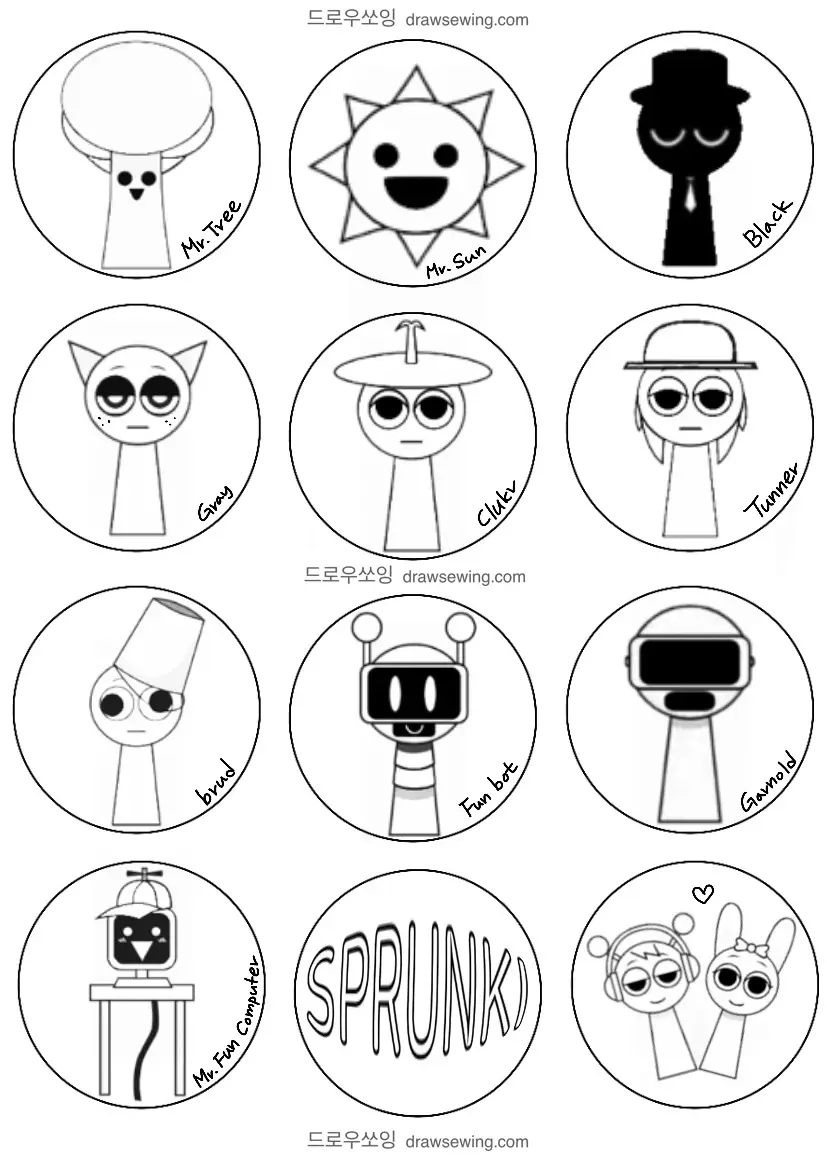 드로우쏘잉 drawsewing.com
Mr.Tree
Mr. Sun
Black
Gray
Clukr
Tunner
드로우쏘잉 drawsewing.com
brud
Fun bot
Garnold
Mr. Fun Computer
SPRUNKI
드로우쏘잉 drawsewing.com